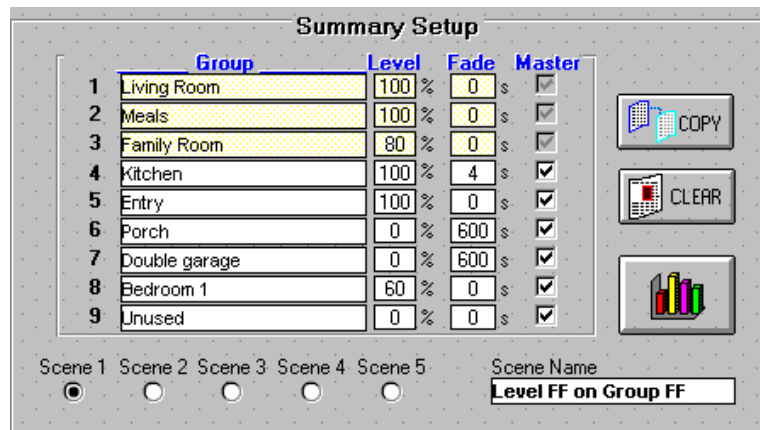 Summary Setup
Group Level Fade Master
1 Living Room 100 % 0 s
2 Meals 100 % 0 s
3 Family Room 80 % 0 s
4 Kitchen 100 % 4 s
5 Entry 100 % 0 s
6 Porch 0 % 600 s
7 Double garage 0 % 600 s
8 Bedroom 1 60 % 0 s
9 Unused 0 % 0 s
COPY
CLEAR
Scene 1 Scene 2 Scene 3 Scene 4 Scene 5
Scene Name
Level FF on Group FF